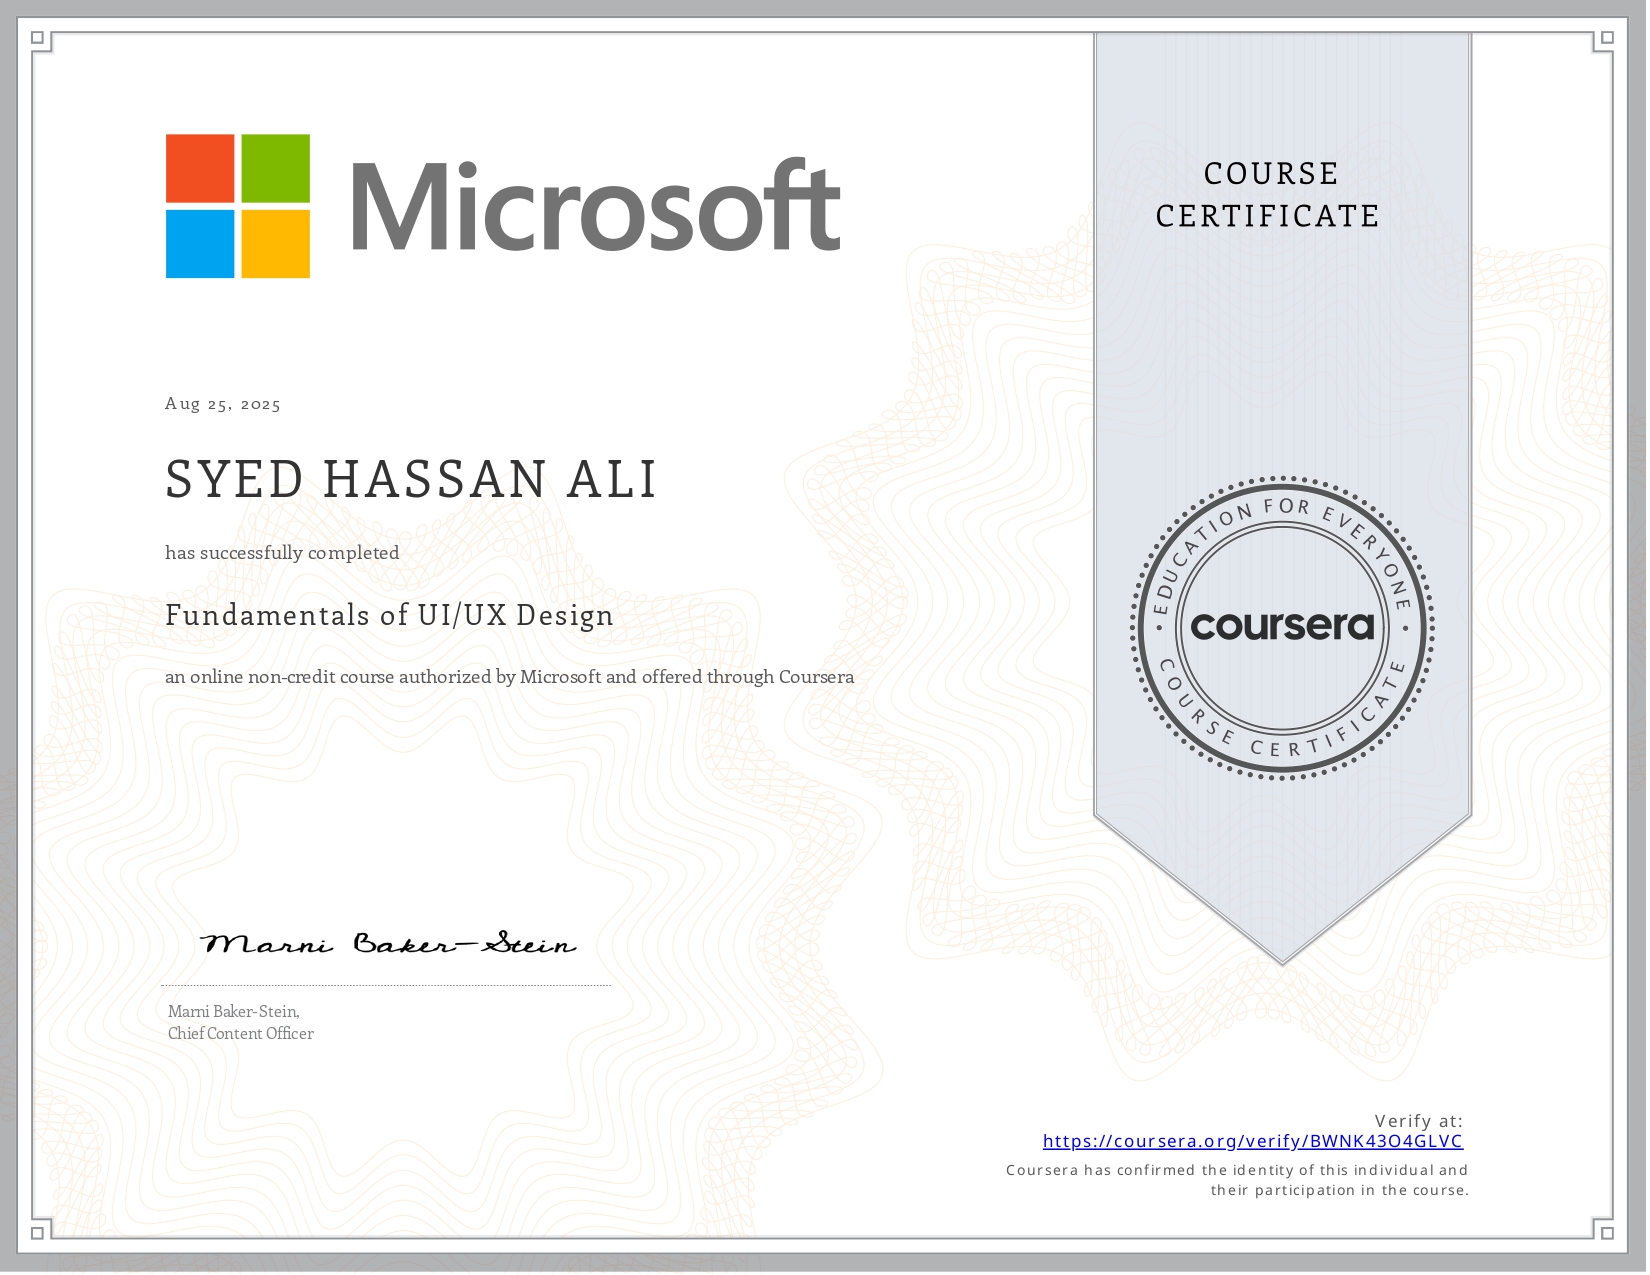 Microsoft
COURSE
CERTIFICATE
Aug 25, 2025
SYED HASSAN ALI
has successfully completed
Fundamentals of UI/UX Design
an online non-credit course authorized by Microsoft and offered through Coursera
EDUCATION FOR EVERYONE
coursera
COURSE CERTIFICATE
Marni Baker-Stein
Marni Baker-Stein,
Chief Content Officer
Verify at:
https://coursera.org/verify/BWNK43O4GLVC
Coursera has confirmed the identity of this individual and
their participation in the course.